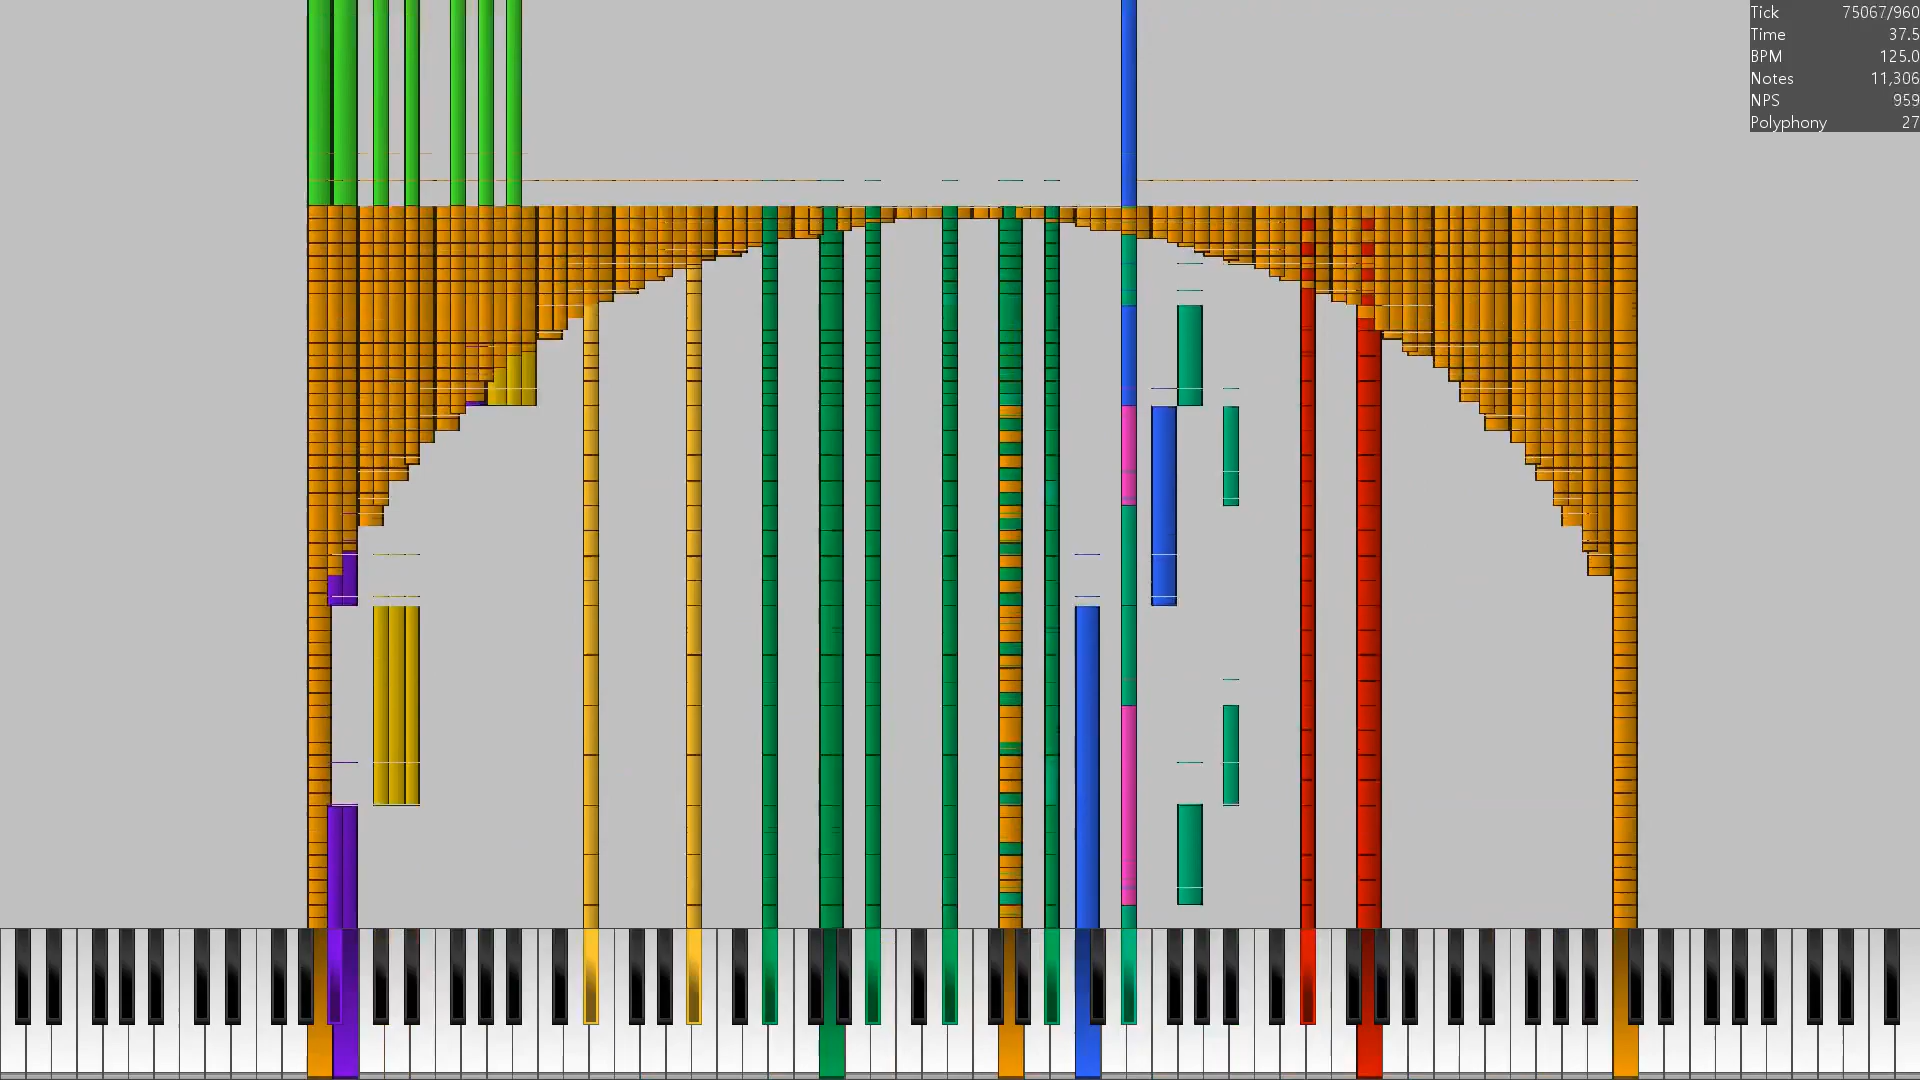 Tick 75067/960
Time 37.5
BPM 125.0
Notes 11,306
NPS 959
Polyphony 27